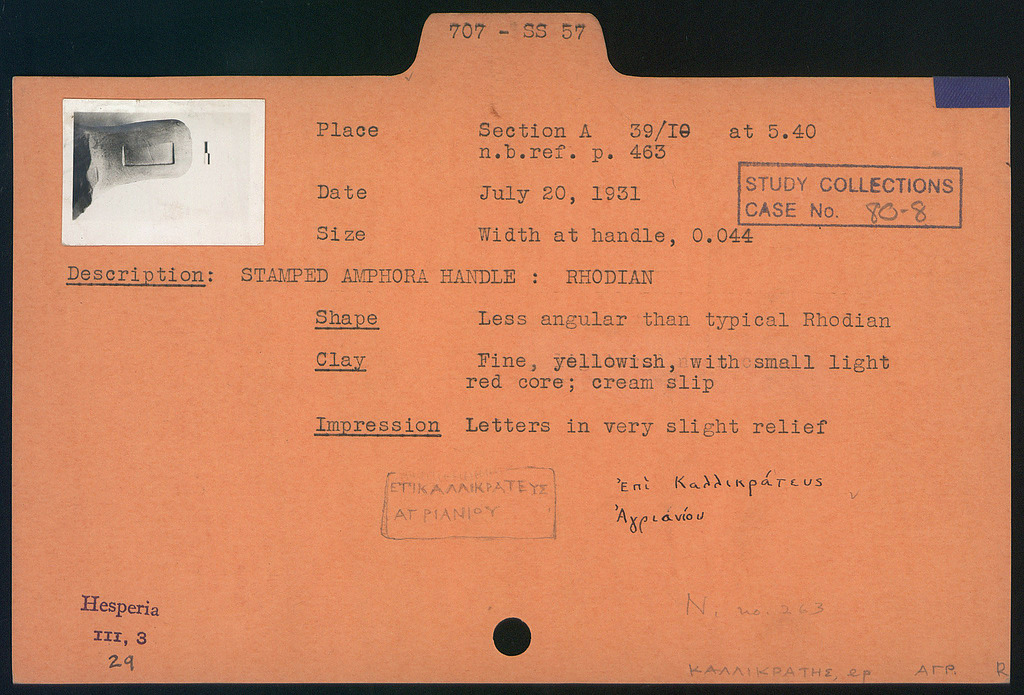 707 - SS 57
Place Section A 39/10 at 5.40
n.b.ref. p. 463
Date July 20, 1931
STUDY COLLECTIONS
CASE No. 80-8
Size Width at handle, 0.044
Description: STAMPED AMPHORA HANDLE : RHODIAN
Shape Less angular than typical Rhodian
Clay Fine, yellowish, with small light
red core; cream slip
Impression Letters in very slight relief
ΕΠΙΚΑΛΛΙΚΡΑΤΕΥΣ
ΑΓΡΙΑΝΙΟΥ
Ἐπὶ Καλλικράτευς
Ἀγριανίου
Hesperia
III, 3
29
N. no. 263
ΚΑΛΛΙΚΡΑΤΗΣ, ep ΑΓΡ. R